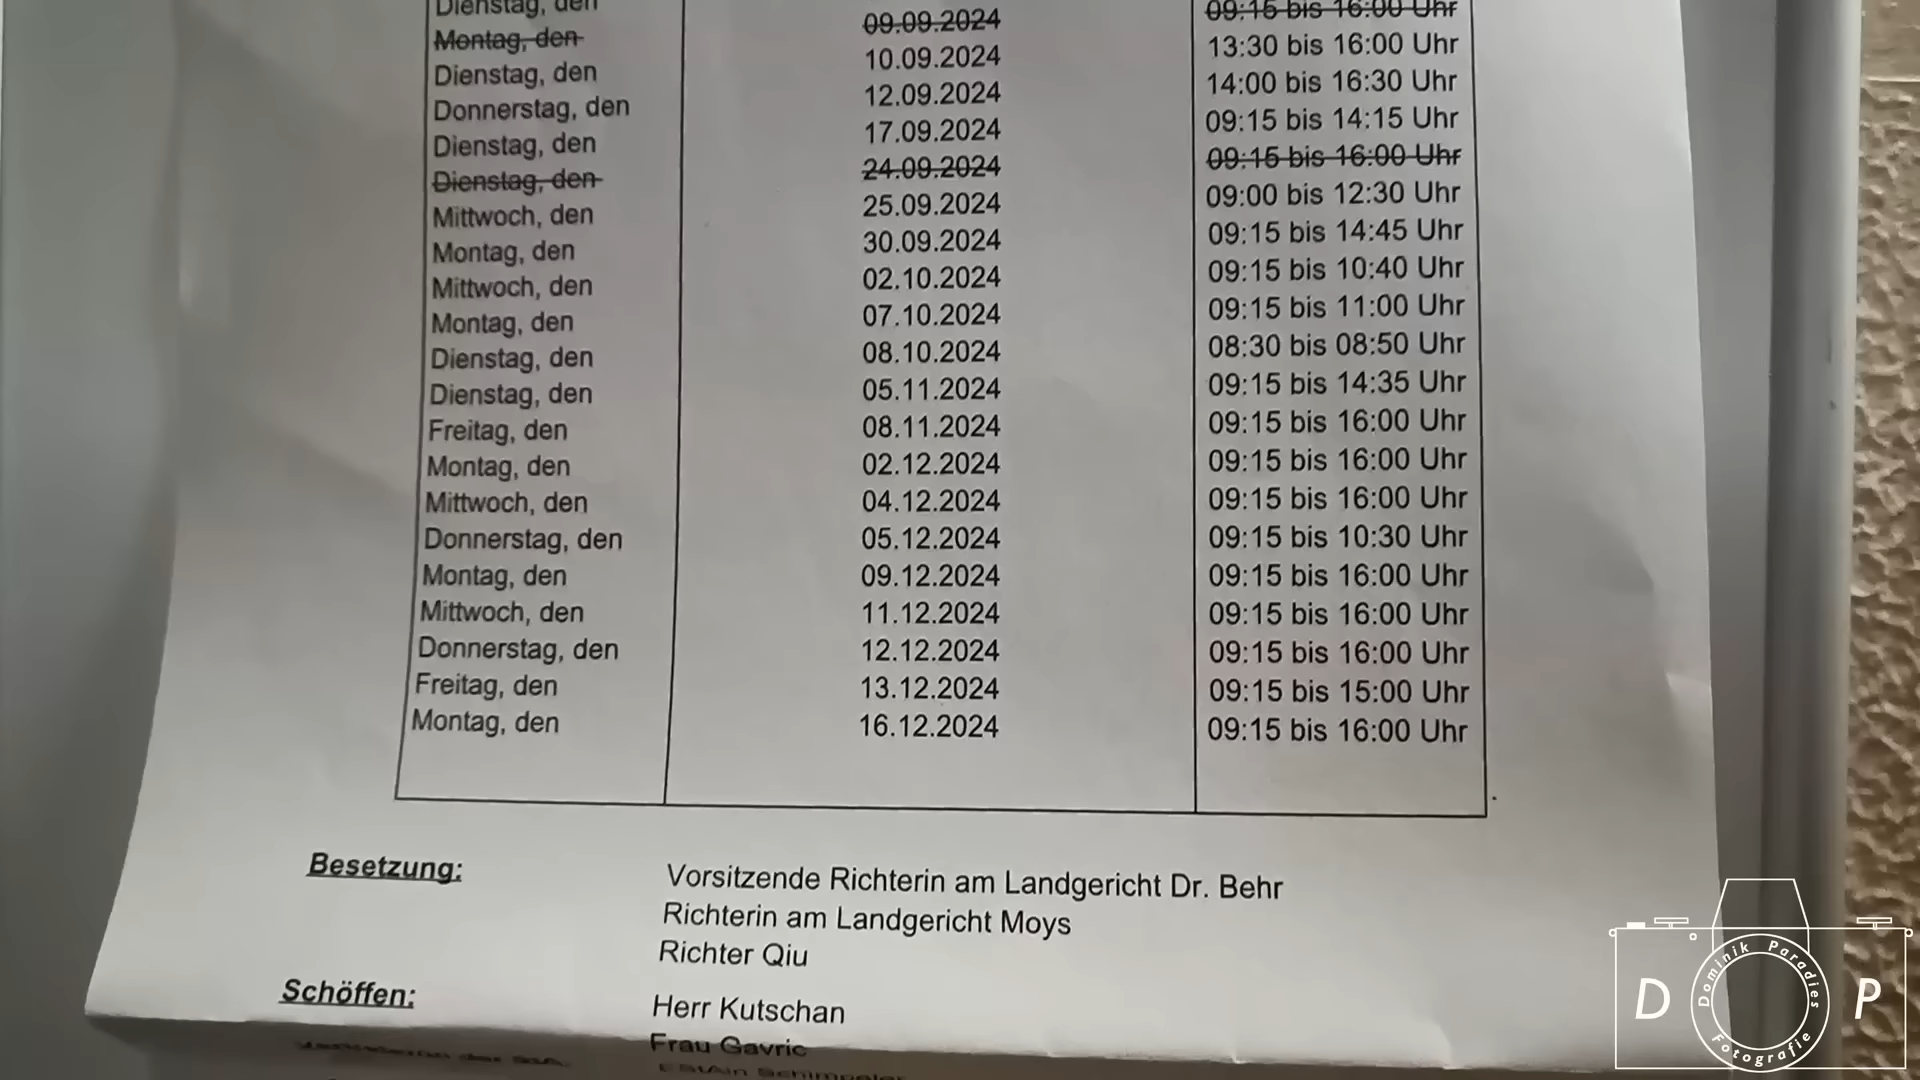 Dienstag, den
Montag, den 09.09.2024 09:15 bis 16:00 Uhr
Dienstag, den 10.09.2024 13:30 bis 16:00 Uhr
Donnerstag, den 12.09.2024 14:00 bis 16:30 Uhr
Dienstag, den 17.09.2024 09:15 bis 14:15 Uhr
Dienstag, den 24.09.2024 09:15 bis 16:00 Uhr
Mittwoch, den 25.09.2024 09:00 bis 12:30 Uhr
Montag, den 30.09.2024 09:15 bis 14:45 Uhr
Mittwoch, den 02.10.2024 09:15 bis 10:40 Uhr
Montag, den 07.10.2024 09:15 bis 11:00 Uhr
Dienstag, den 08.10.2024 08:30 bis 08:50 Uhr
Dienstag, den 05.11.2024 09:15 bis 14:35 Uhr
Freitag, den 08.11.2024 09:15 bis 16:00 Uhr
Montag, den 02.12.2024 09:15 bis 16:00 Uhr
Mittwoch, den 04.12.2024 09:15 bis 16:00 Uhr
Donnerstag, den 05.12.2024 09:15 bis 10:30 Uhr
Montag, den 09.12.2024 09:15 bis 16:00 Uhr
Mittwoch, den 11.12.2024 09:15 bis 16:00 Uhr
Donnerstag, den 12.12.2024 09:15 bis 16:00 Uhr
Freitag, den 13.12.2024 09:15 bis 15:00 Uhr
Montag, den 16.12.2024 09:15 bis 16:00 Uhr
Besetzung: Vorsitzende Richterin am Landgericht Dr. Behr
Richterin am Landgericht Moys
Richter Qiu
Schöffen: Herr Kutschan
Frau Gavric
D Dominik Paradies Fotografie P